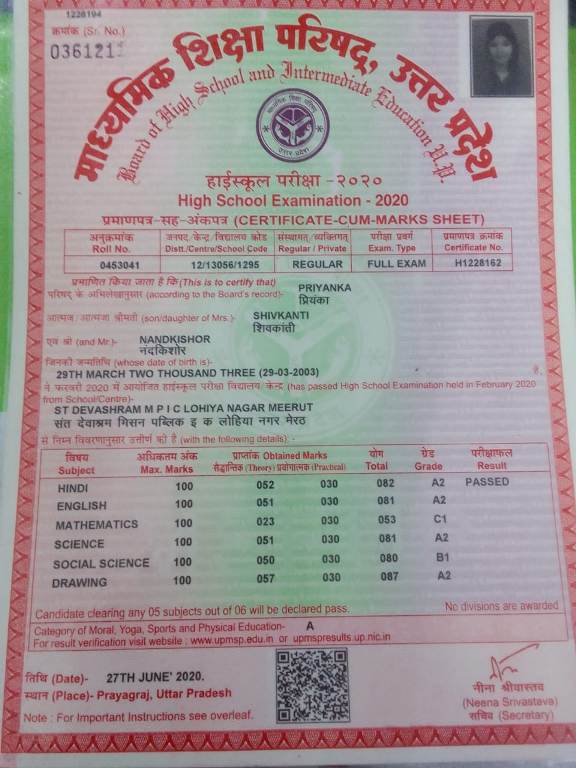 1228194
क्रमांक (Sr. No.)
036121
माध्यमिक शिक्षा परिषद्, उत्तर प्रदेश
Board of High School and Intermediate Education U.P.
हाईस्कूल परीक्षा -२०२०
High School Examination - 2020
प्रमाणपत्र-सह-अंकपत्र (CERTIFICATE-CUM-MARKS SHEET)
अनुक्रमांक जनपद/केन्द्र/विद्यालय कोड संस्थागत/व्यक्तिगत परीक्षा प्रवर्ग प्रमाणपत्र क्रमांक
Roll No. Distt./Centre/School Code Regular / Private Exam. Type Certificate No.
0453041 12/13056/1295 REGULAR FULL EXAM H1228162
प्रमाणित किया जाता है कि(This is to certify that)
परिषद् के अभिलेखानुसार (according to the Board's record)- PRIYANKA
प्रियंका
आत्मज/आत्मजा श्रीमती (son/daughter of Mrs.)- SHIVKANTI
शिवकांती
एवं श्री (and Mr.)- NANDKISHOR
नंदकिशोर
जिनकी जन्मतिथि (whose date of birth is)-
29TH MARCH TWO THOUSAND THREE (29-03-2003) है,
ने फरवरी 2020 में आयोजित हाईस्कूल परीक्षा विद्यालय/केन्द्र (has passed High School Examination held in February 2020
from School/Centre)-
ST DEVASHRAM M P I C LOHIYA NAGAR MEERUT
संत देवाश्रम मिसन पब्लिक इ क लोहिया नगर मेरठ
से निम्न विवरणानुसार उत्तीर्ण की है (with the following details): -
विषय अधिकतम अंक प्राप्तांक Obtained Marks योग ग्रेड परीक्षाफल
Subject Max. Marks सैद्धान्तिक (Theory) प्रयोगात्मक (Practical) Total Grade Result
HINDI 100 052 030 082 A2 PASSED
ENGLISH 100 051 030 081 A2
MATHEMATICS 100 023 030 053 C1
SCIENCE 100 051 030 081 A2
SOCIAL SCIENCE 100 050 030 080 B1
DRAWING 100 057 030 087 A2
Candidate clearing any 05 subjects out of 06 will be declared pass. No divisions are awarded
Category of Moral, Yoga, Sports and Physical Education- A
For result verification visit website : www.upmsp.edu.in or upmspresults.up.nic.in
तिथि (Date)- 27TH JUNE' 2020.
स्थान (Place)- Prayagraj, Uttar Pradesh
Note : For Important Instructions see overleaf.
नीना श्रीवास्तव
(Neena Srivastava)
सचिव (Secretary)